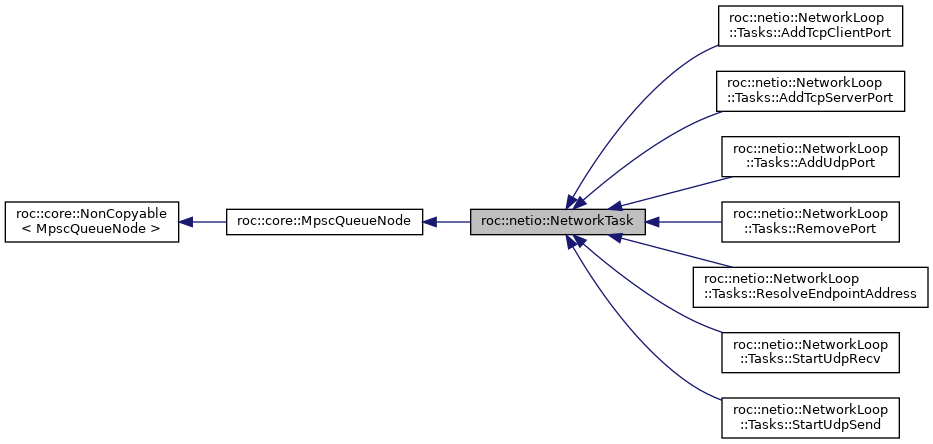 roc::core::NonCopyable
< MpscQueueNode >
roc::core::MpscQueueNode
roc::netio::NetworkTask
roc::netio::NetworkLoop
::Tasks::AddTcpClientPort
roc::netio::NetworkLoop
::Tasks::AddTcpServerPort
roc::netio::NetworkLoop
::Tasks::AddUdpPort
roc::netio::NetworkLoop
::Tasks::RemovePort
roc::netio::NetworkLoop
::Tasks::ResolveEndpointAddress
roc::netio::NetworkLoop
::Tasks::StartUdpRecv
roc::netio::NetworkLoop
::Tasks::StartUdpSend